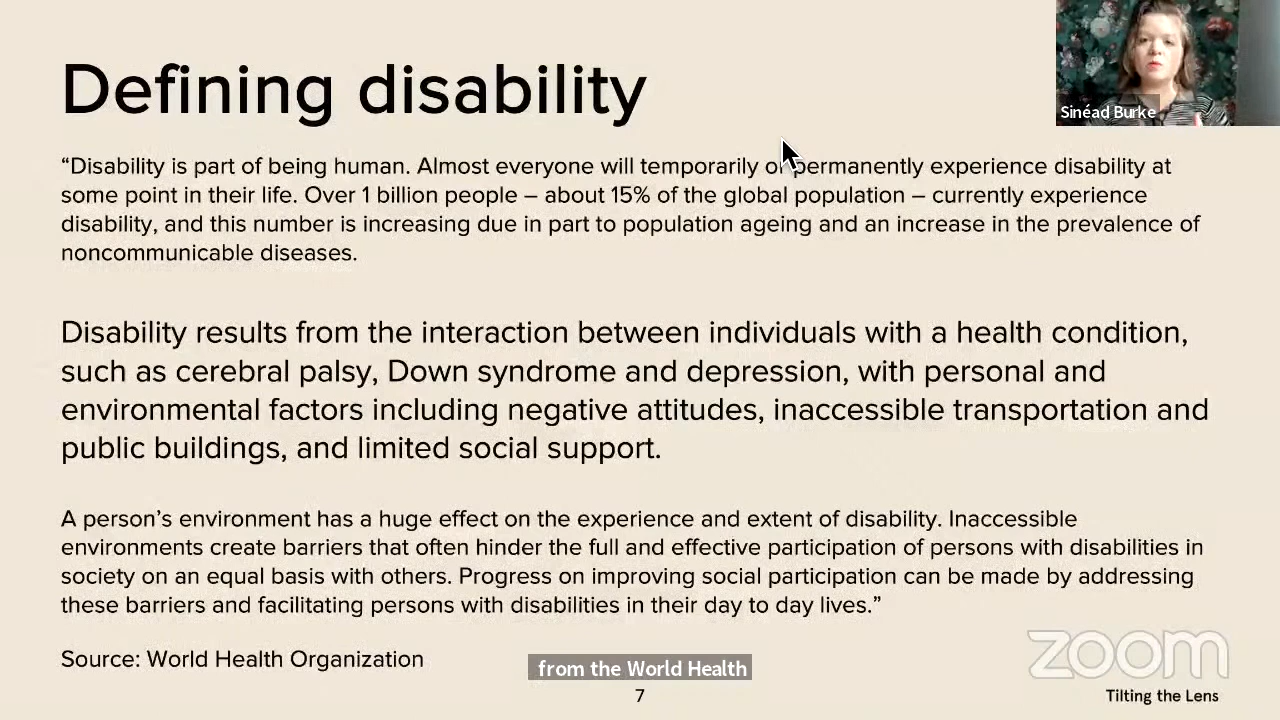 Defining disability
Sinéad Burke
“Disability is part of being human. Almost everyone will temporarily or permanently experience disability at
some point in their life. Over 1 billion people – about 15% of the global population – currently experience
disability, and this number is increasing due in part to population ageing and an increase in the prevalence of
noncommunicable diseases.
Disability results from the interaction between individuals with a health condition,
such as cerebral palsy, Down syndrome and depression, with personal and
environmental factors including negative attitudes, inaccessible transportation and
public buildings, and limited social support.
A person’s environment has a huge effect on the experience and extent of disability. Inaccessible
environments create barriers that often hinder the full and effective participation of persons with disabilities in
society on an equal basis with others. Progress on improving social participation can be made by addressing
these barriers and facilitating persons with disabilities in their day to day lives.”
Source: World Health Organization
from the World Health
zoom
7
Tilting the Lens